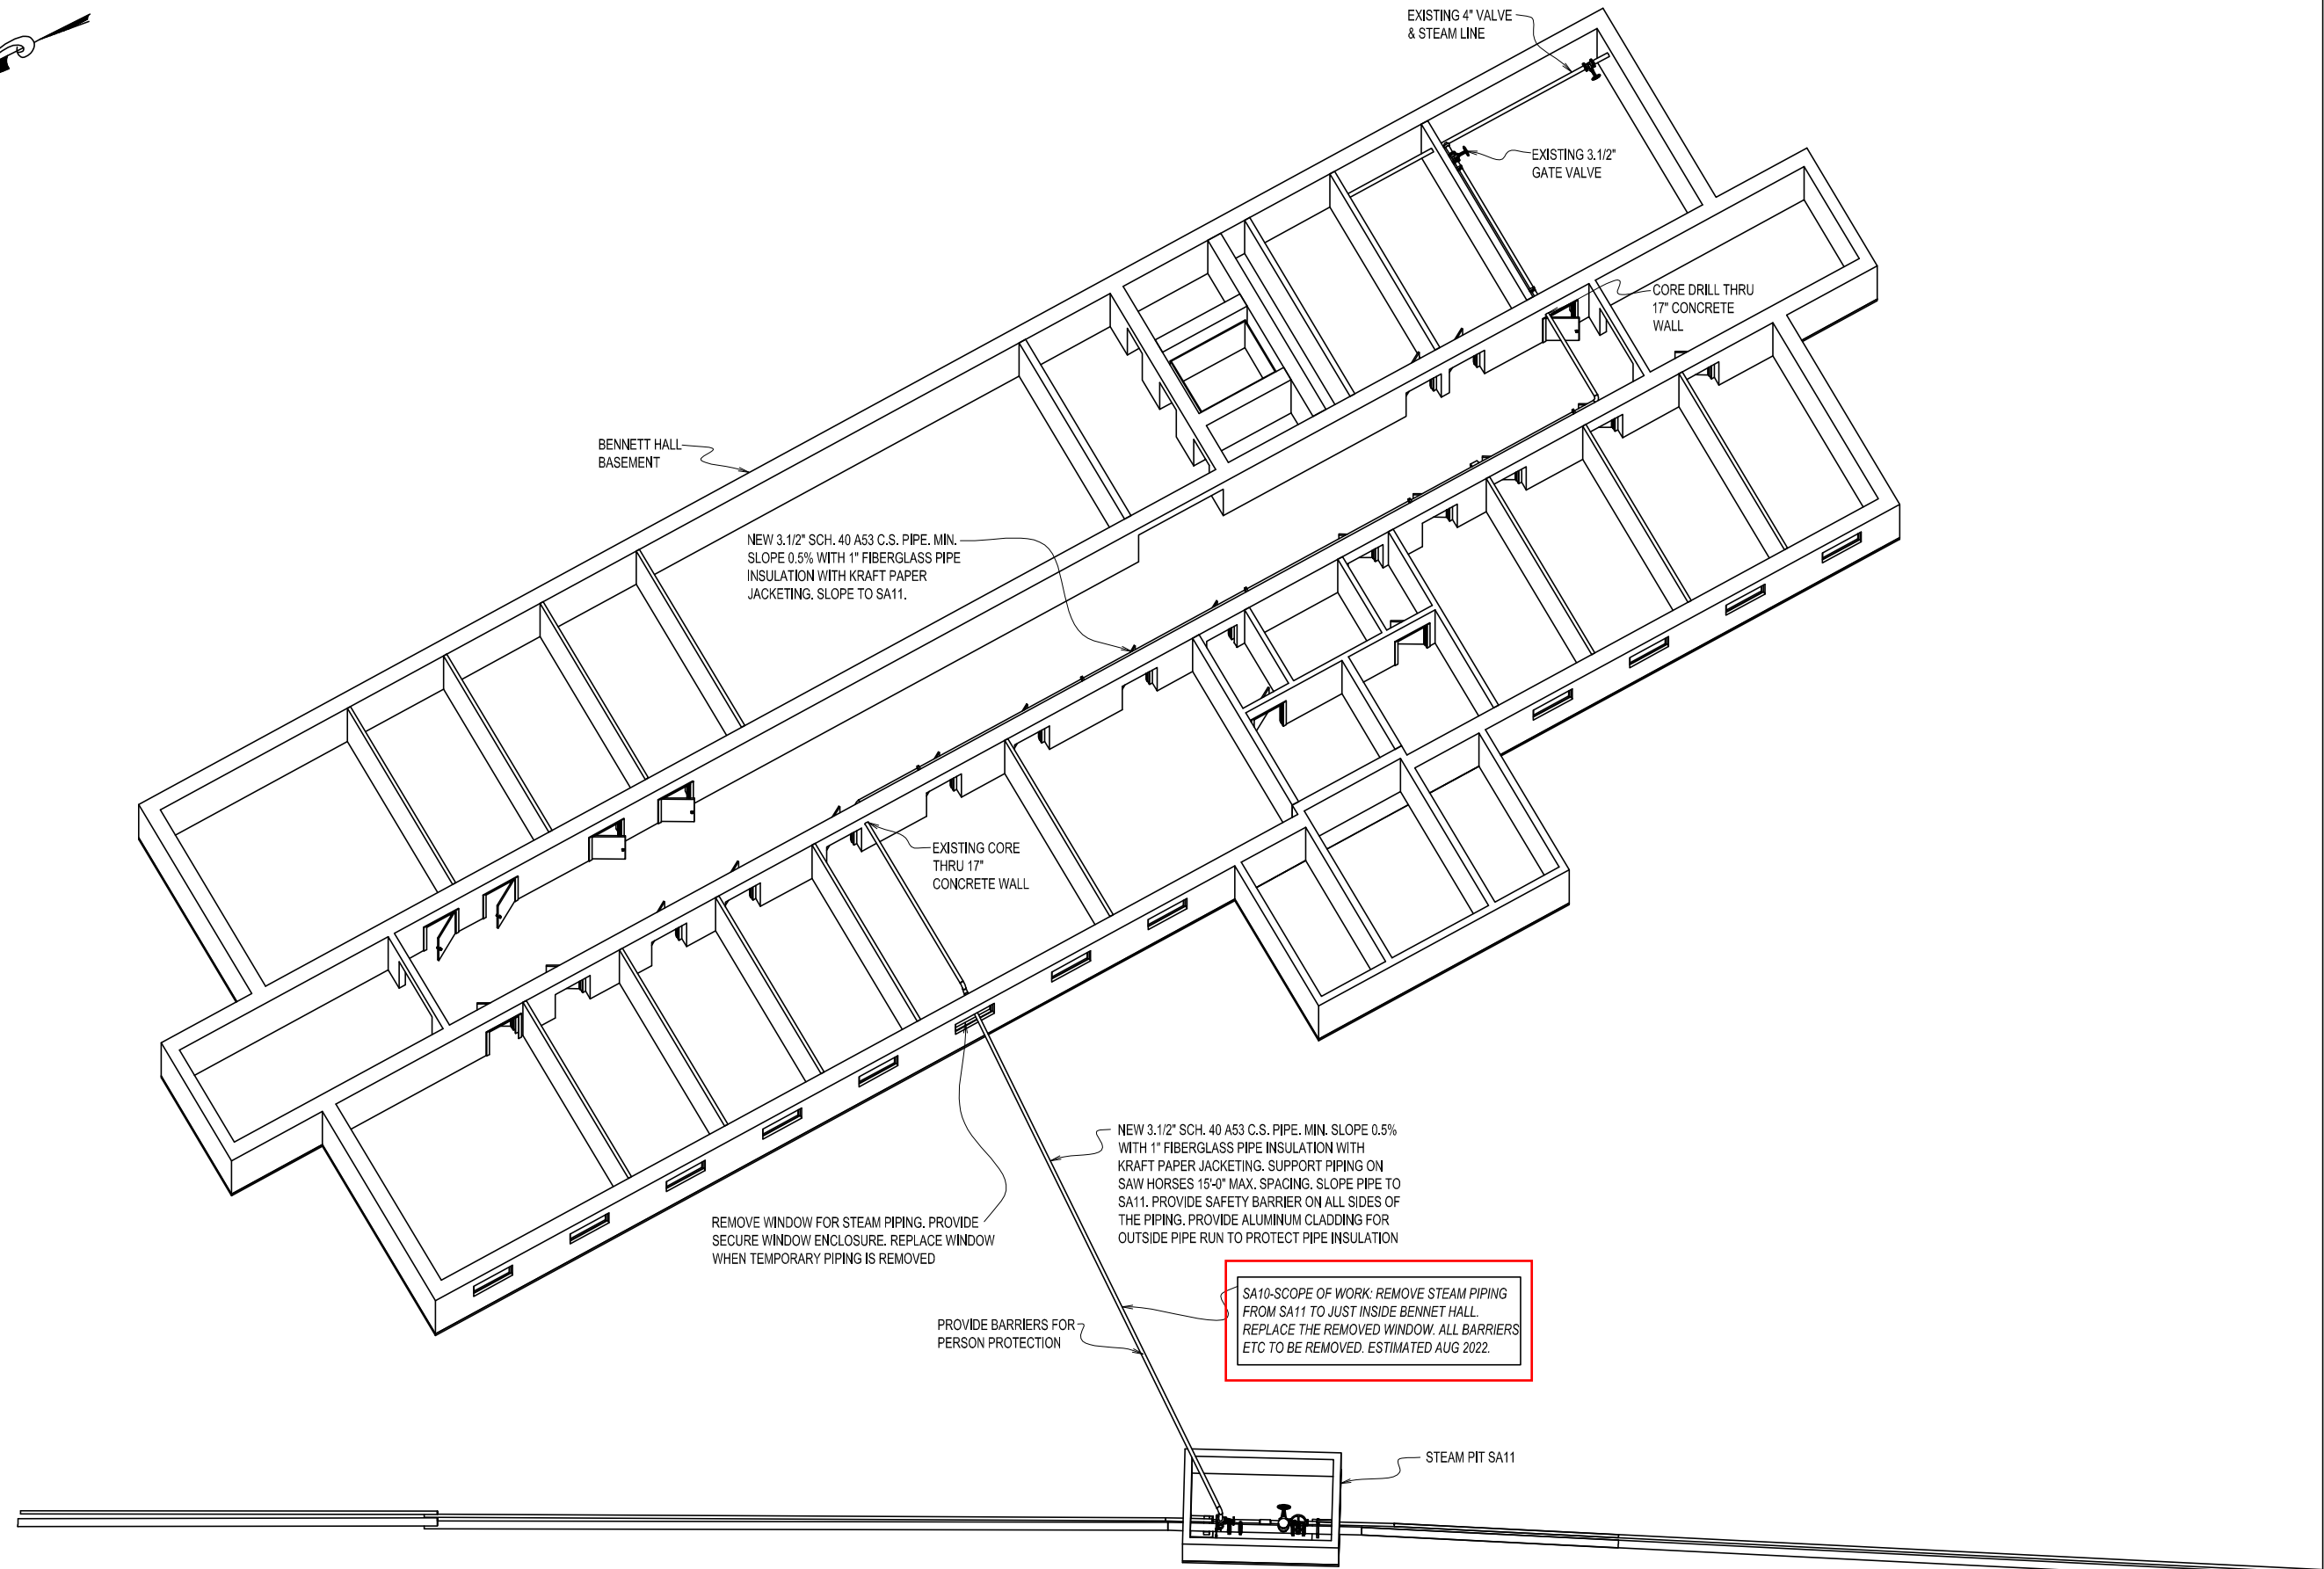 EXISTING 4" VALVE
& STEAM LINE
EXISTING 3.1/2"
GATE VALVE
CORE DRILL THRU
17" CONCRETE
WALL
BENNETT HALL
BASEMENT
NEW 3.1/2" SCH. 40 A53 C.S. PIPE. MIN.
SLOPE 0.5% WITH 1" FIBERGLASS PIPE
INSULATION WITH KRAFT PAPER
JACKETING. SLOPE TO SA11.
EXISTING CORE
THRU 17"
CONCRETE WALL
NEW 3.1/2" SCH. 40 A53 C.S. PIPE. MIN. SLOPE 0.5%
WITH 1" FIBERGLASS PIPE INSULATION WITH
KRAFT PAPER JACKETING. SUPPORT PIPING ON
SAW HORSES 15'-0" MAX. SPACING. SLOPE PIPE TO
SA11. PROVIDE SAFETY BARRIER ON ALL SIDES OF
THE PIPING. PROVIDE ALUMINUM CLADDING FOR
OUTSIDE PIPE RUN TO PROTECT PIPE INSULATION
REMOVE WINDOW FOR STEAM PIPING. PROVIDE
SECURE WINDOW ENCLOSURE. REPLACE WINDOW
WHEN TEMPORARY PIPING IS REMOVED
SA10-SCOPE OF WORK: REMOVE STEAM PIPING
FROM SA11 TO JUST INSIDE BENNET HALL.
REPLACE THE REMOVED WINDOW. ALL BARRIERS
ETC TO BE REMOVED. ESTIMATED AUG 2022.
PROVIDE BARRIERS FOR
PERSON PROTECTION
STEAM PIT SA11